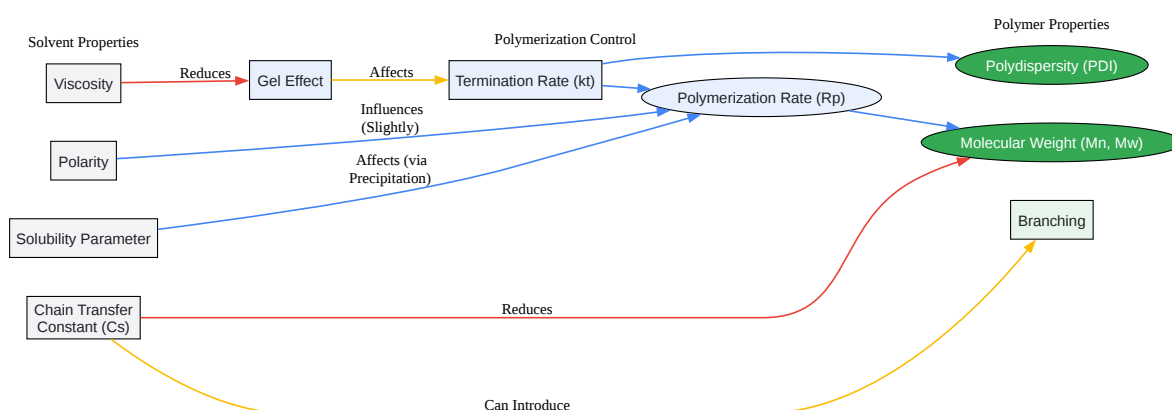 Solvent Properties
Polymerization Control
Polymer Properties
Viscosity
Reduces
Gel Effect
Affects
Termination Rate (kt)
Polydispersity (PDI)
Polymerization Rate (Rp)
Influences
(Slightly)
Polarity
Molecular Weight (Mn, Mw)
Affects (via
Precipitation)
Solubility Parameter
Branching
Chain Transfer
Constant (Cs)
Reduces
Can Introduce